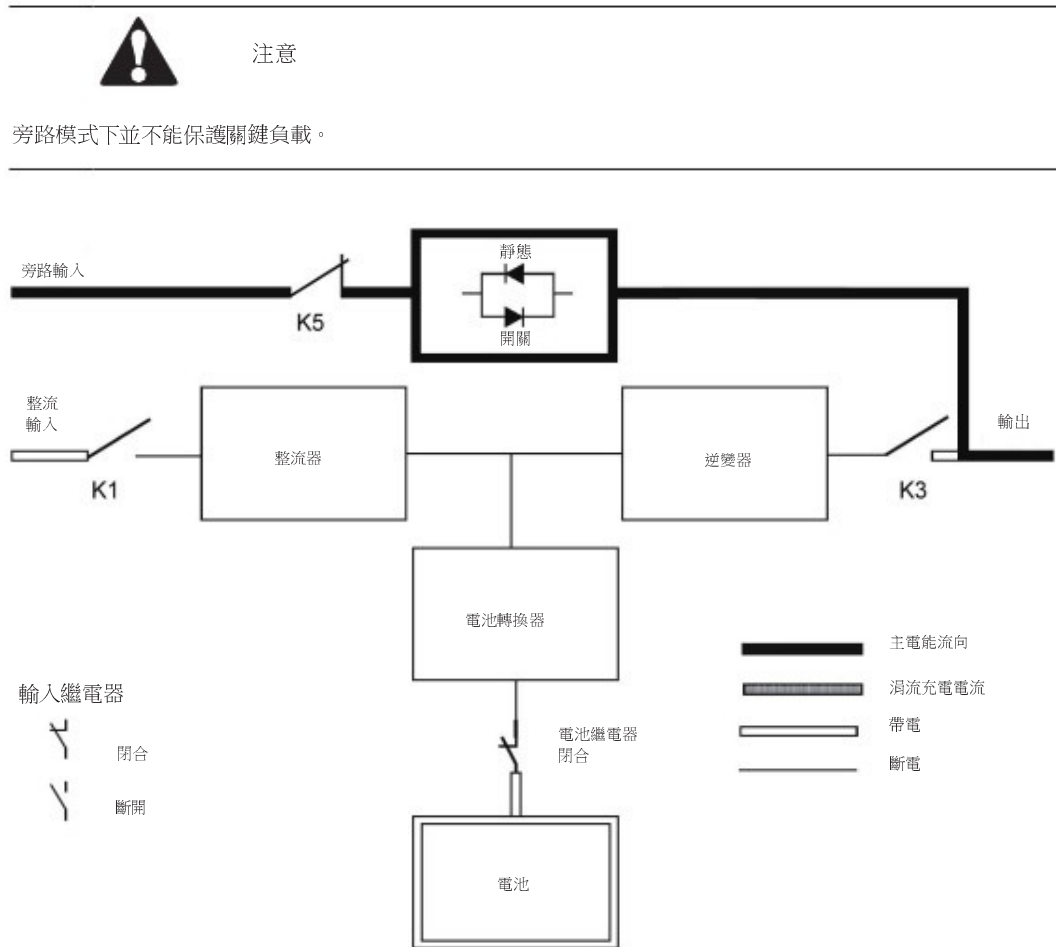 注意
旁路模式下並不能保護關鍵負載。
旁路輸入
K5
靜態
開關
整流
輸入
K1
整流器
逆變器
K3
輸出
電池轉換器
電池繼電器
閉合
電池
輸入繼電器
閉合
斷開
主電能流向
涓流充電電流
帶電
斷電